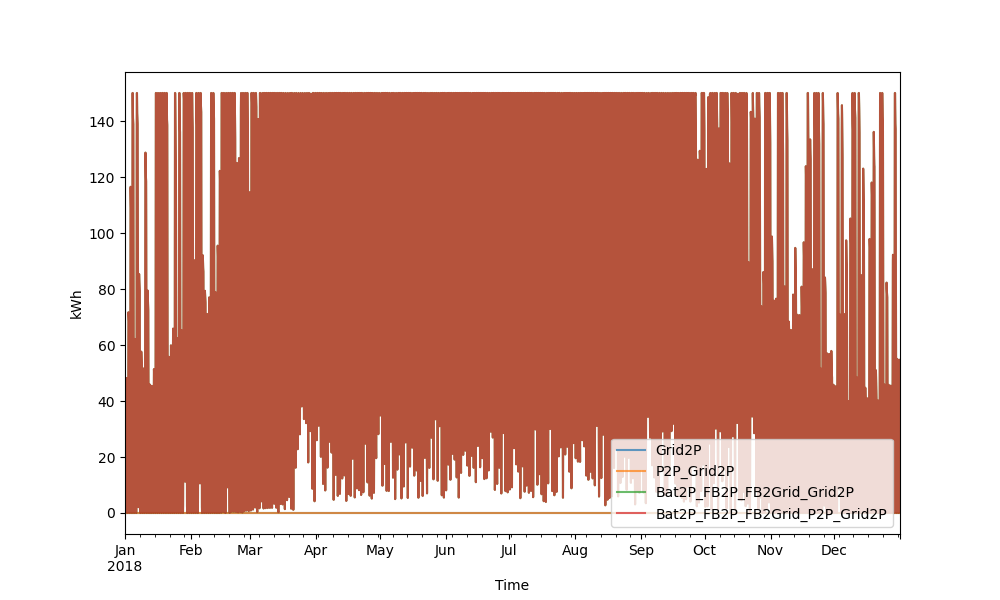 140
120
100
80
60
40
20
0
kWh
Jan Feb Mar Apr May Jun Jul Aug Sep Oct Nov Dec
2018
Time
Grid2P
P2P_Grid2P
Bat2P_FB2P_FB2Grid_Grid2P
Bat2P_FB2P_FB2Grid_P2P_Grid2P